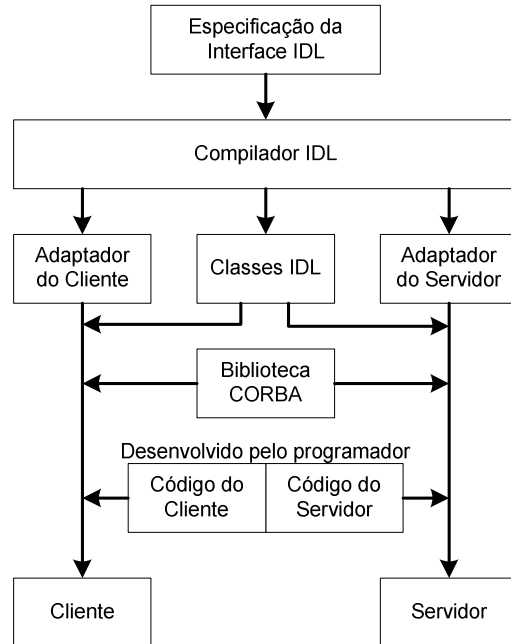 Especificação da
Interface IDL
Compilador IDL
Adaptador
do Cliente
Classes IDL
Adaptador
do Servidor
Biblioteca
CORBA
Desenvolvido pelo programador
Código do
Cliente
Código do
Servidor
Cliente
Servidor